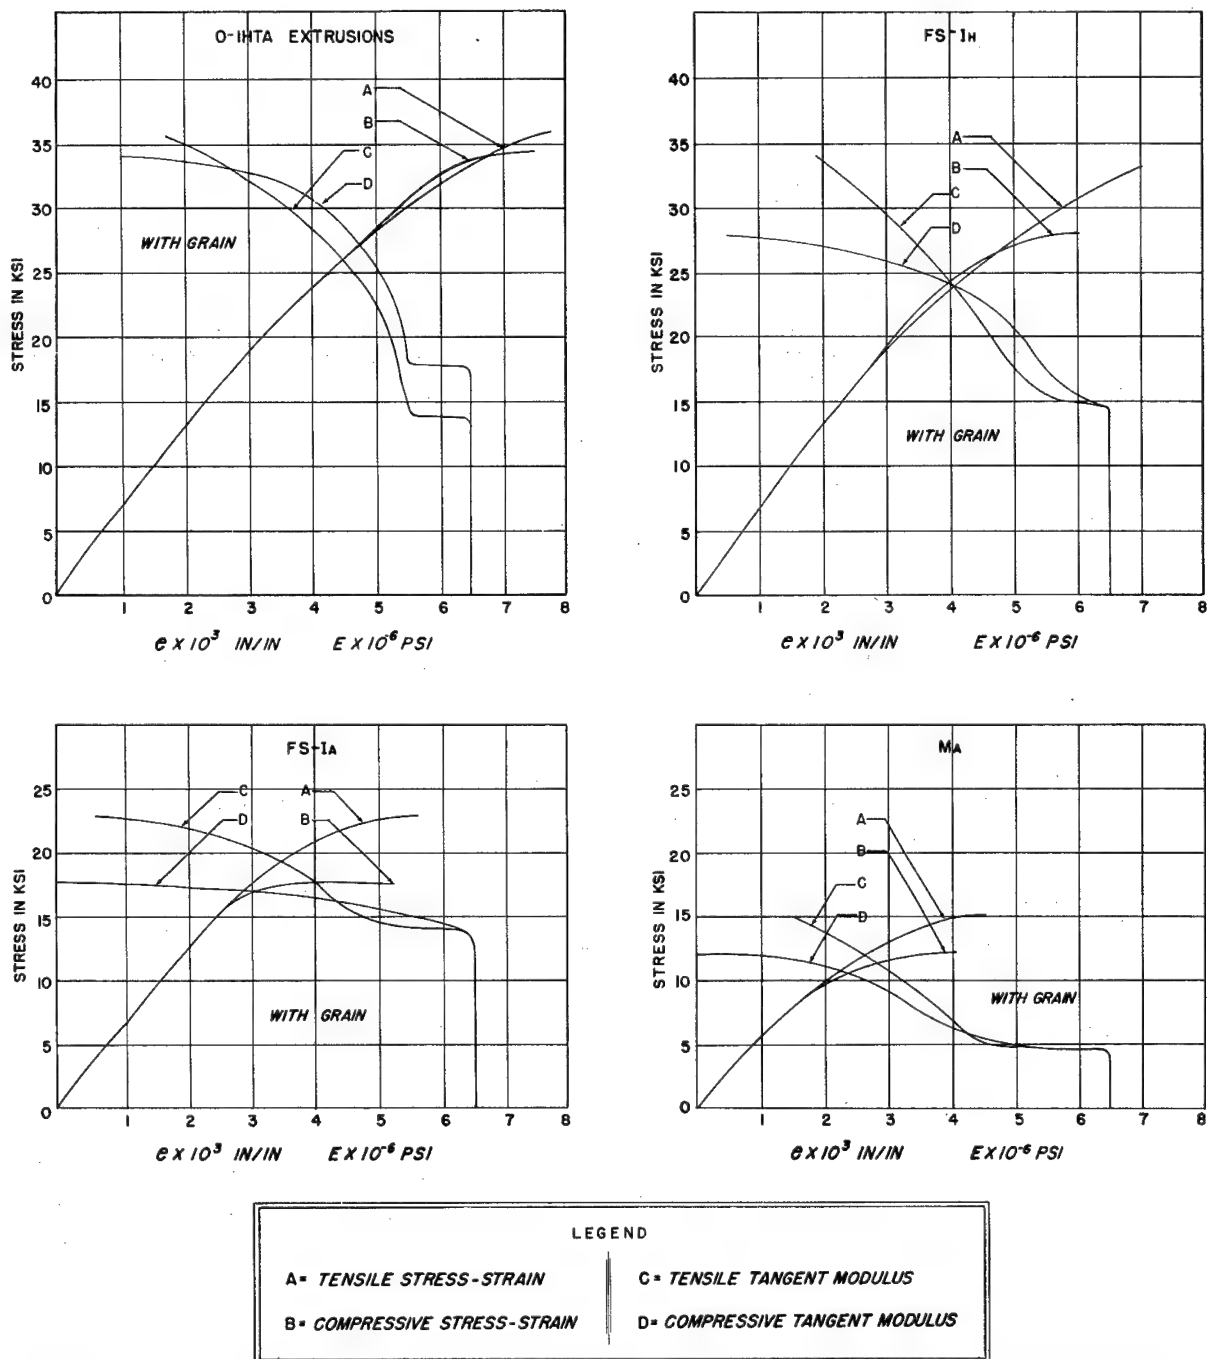 O-1HTA EXTRUSIONS
40
35
30
25
20
15
10
5
0
STRESS IN KSI
A
B
C
D
WITH GRAIN
1 2 3 4 5 6 7 8
e X 10³ IN/IN E X 10⁻⁶ PSI
FS-1H
40
35
30
25
20
15
10
5
0
STRESS IN KSI
A
B
C
D
WITH GRAIN
1 2 3 4 5 6 7 8
e X 10³ IN/IN E X 10⁻⁶ PSI
FS-1A
25
20
15
10
5
0
STRESS IN KSI
C A
D B
WITH GRAIN
1 2 3 4 5 6 7 8
e X 10³ IN/IN E X 10⁻⁶ PSI
MA
25
20
15
10
5
0
STRESS IN KSI
A
B
C
D
WITH GRAIN
1 2 3 4 5 6 7 8
e X 10³ IN/IN E X 10⁻⁶ PSI
LEGEND
A = TENSILE STRESS-STRAIN
B = COMPRESSIVE STRESS-STRAIN
C = TENSILE TANGENT MODULUS
D = COMPRESSIVE TANGENT MODULUS